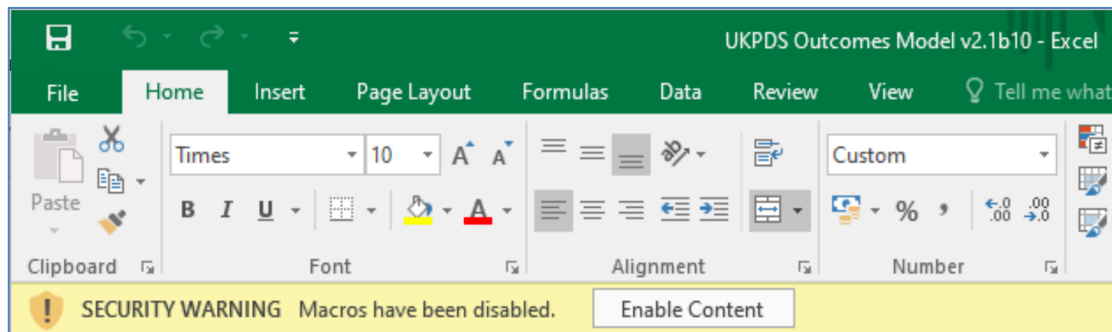 UKPDS Outcomes Model v2.1b10 - Excel
File Home Insert Page Layout Formulas Data Review View Tell me what
Times 10 A A Custom
Paste B I U A % , .0 .00 .00 .0
Clipboard Font Alignment Number
! SECURITY WARNING Macros have been disabled. Enable Content